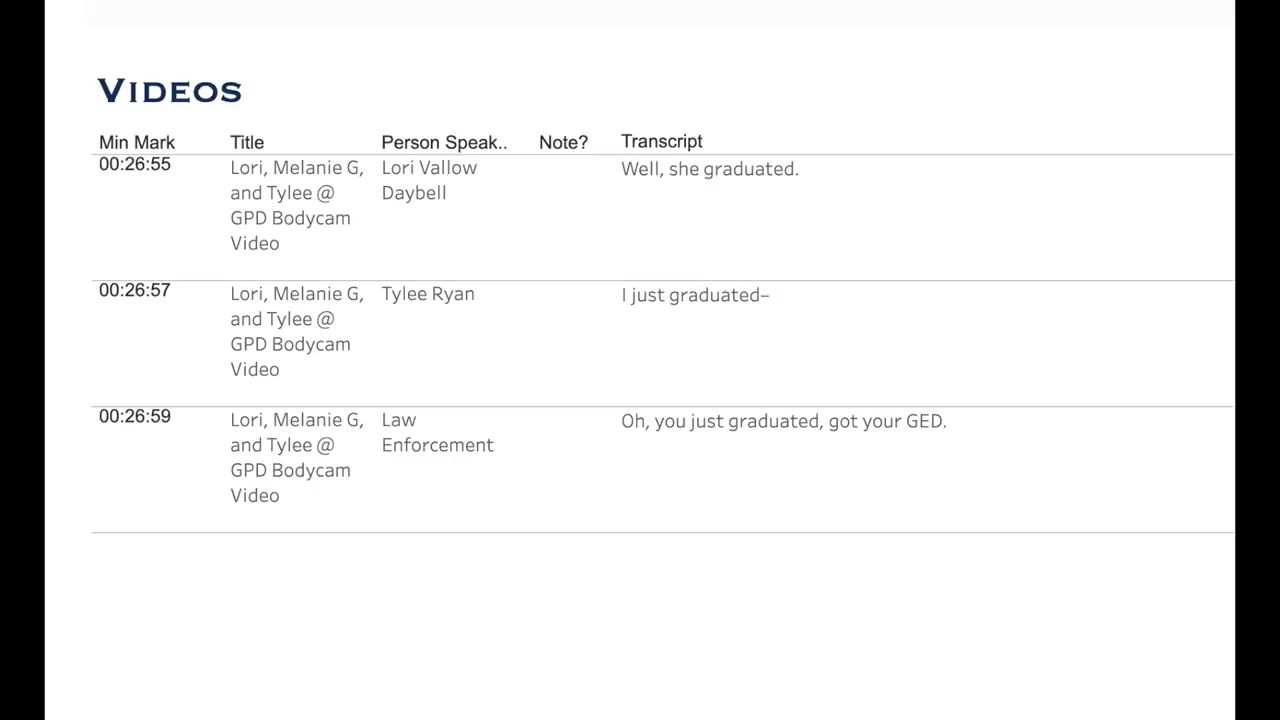 VIDEOS
Min Mark Title Person Speak.. Note? Transcript
00:26:55 Lori, Melanie G, Lori Vallow Well, she graduated.
and Tylee @ Daybell
GPD Bodycam
Video
00:26:57 Lori, Melanie G, Tylee Ryan I just graduated–
and Tylee @
GPD Bodycam
Video
00:26:59 Lori, Melanie G, Law Oh, you just graduated, got your GED.
and Tylee @ Enforcement
GPD Bodycam
Video